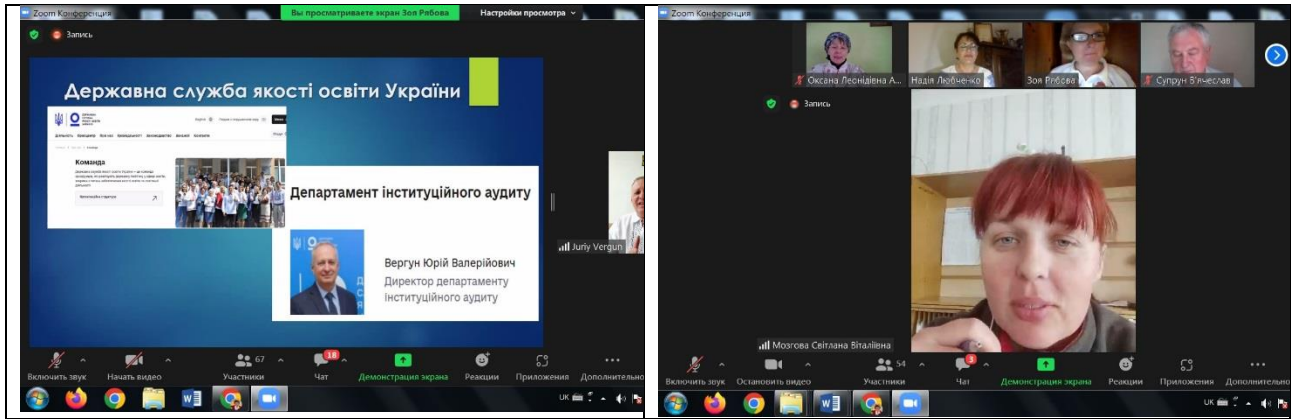 Zoom Конференция
Вы просматриваете экран Зоя Рябова
Настройки просмотра
Запись
Державна служба якості освіти України
Команда
Департамент інституційного аудиту
Вергун Юрій Валерійович
Директор департаменту
інституційного аудиту
Juriy Vergun
67
18
Включить звук
Начать видео
Участники
Чат
Демонстрация экрана
Реакции
Приложения
Дополнительно
UK
Zoom Конференция
Оксана Леонідівна А...
Надія Любченко
Зоя Рябова
Супрун В'ячеслав
Запись
Мозгова Світлана Віталіївна
54
3
Включить звук
Остановить видео
Участники
Чат
Демонстрация экрана
Реакции
Приложения
Дополнительно
UK